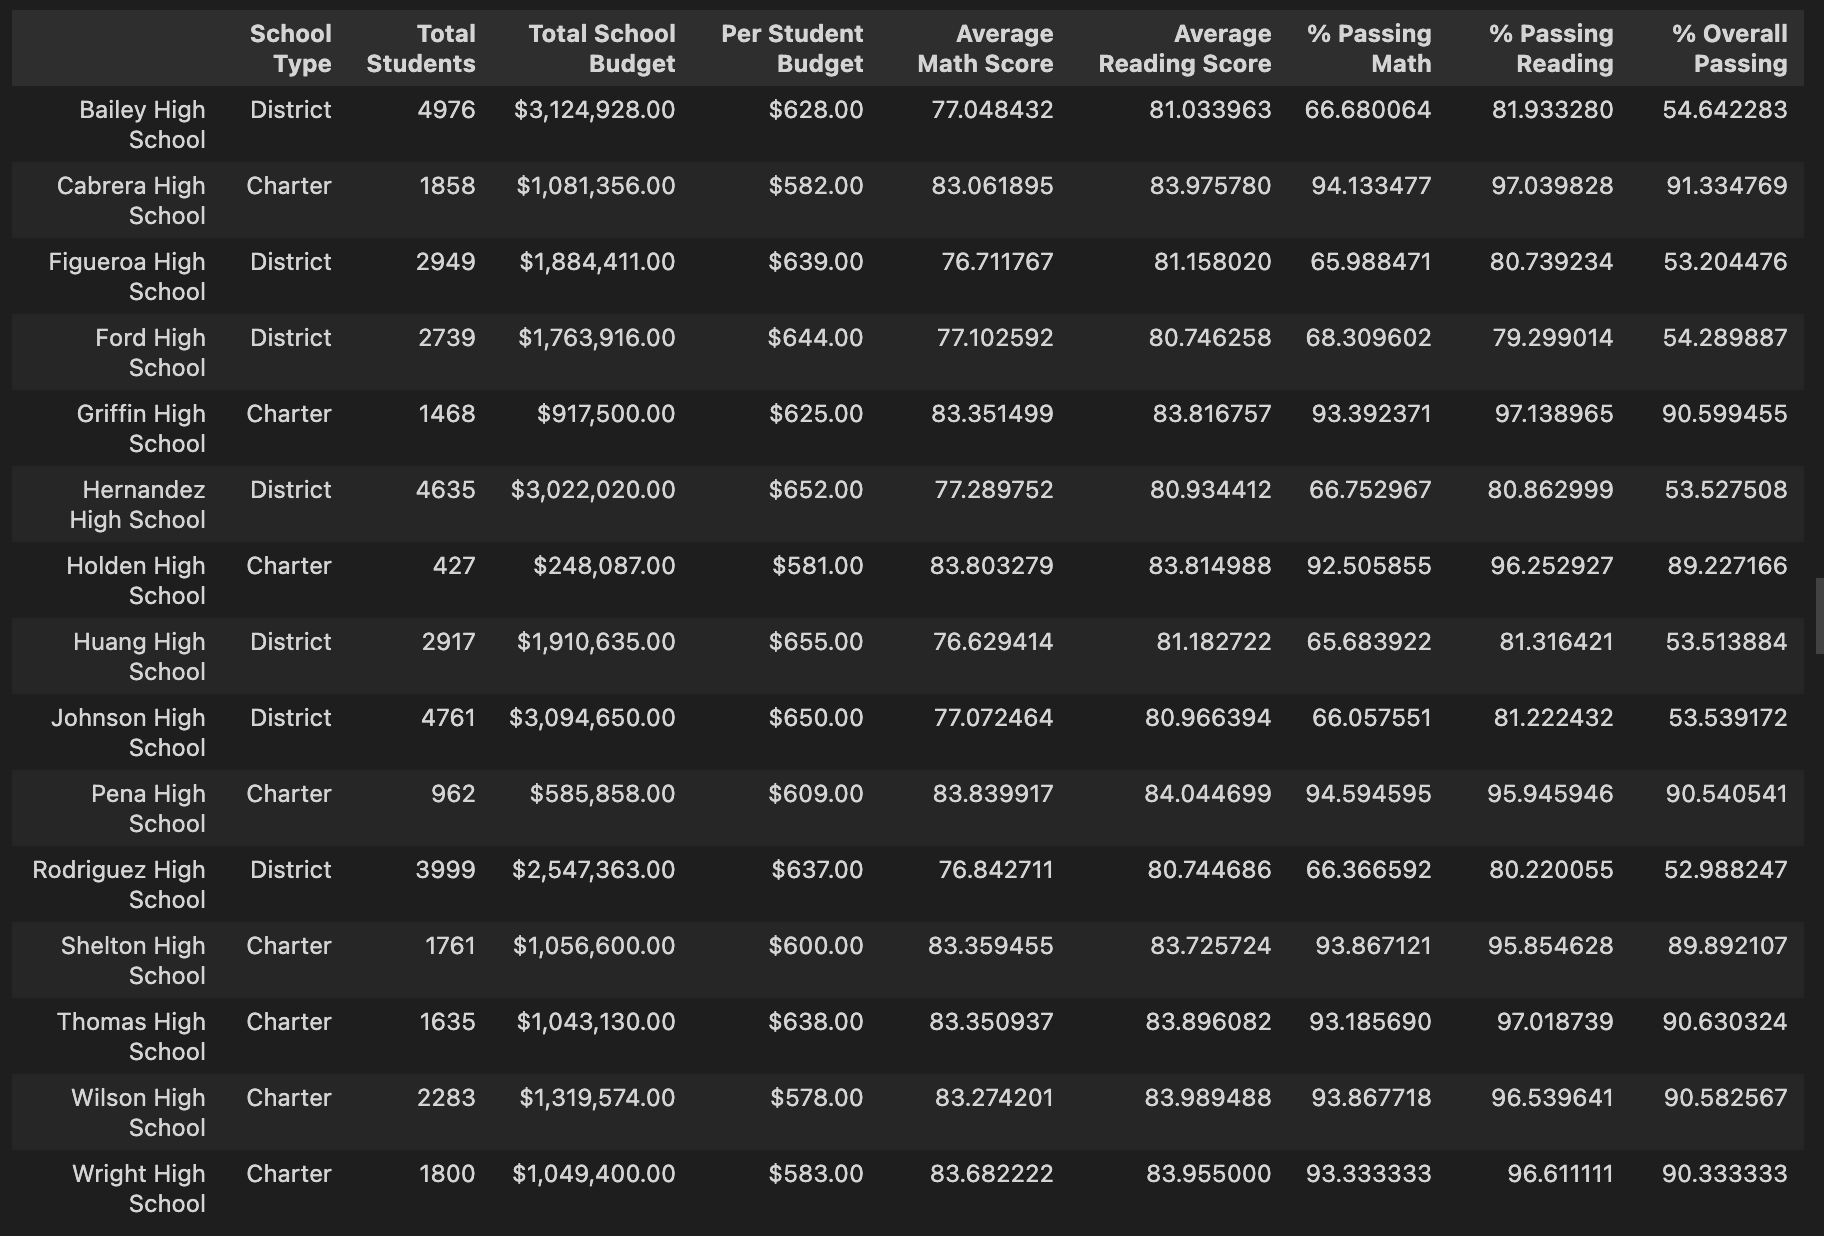 School Type Total Students Total School Budget Per Student Budget Average Math Score Average Reading Score % Passing Math % Passing Reading % Overall Passing
Bailey High School District 4976 $3,124,928.00 $628.00 77.048432 81.033963 66.680064 81.933280 54.642283
Cabrera High School Charter 1858 $1,081,356.00 $582.00 83.061895 83.975780 94.133477 97.039828 91.334769
Figueroa High School District 2949 $1,884,411.00 $639.00 76.711767 81.158020 65.988471 80.739234 53.204476
Ford High School District 2739 $1,763,916.00 $644.00 77.102592 80.746258 68.309602 79.299014 54.289887
Griffin High School Charter 1468 $917,500.00 $625.00 83.351499 83.816757 93.392371 97.138965 90.599455
Hernandez High School District 4635 $3,022,020.00 $652.00 77.289752 80.934412 66.752967 80.862999 53.527508
Holden High School Charter 427 $248,087.00 $581.00 83.803279 83.814988 92.505855 96.252927 89.227166
Huang High School District 2917 $1,910,635.00 $655.00 76.629414 81.182722 65.683922 81.316421 53.513884
Johnson High School District 4761 $3,094,650.00 $650.00 77.072464 80.966394 66.057551 81.222432 53.539172
Pena High School Charter 962 $585,858.00 $609.00 83.839917 84.044699 94.594595 95.945946 90.540541
Rodriguez High School District 3999 $2,547,363.00 $637.00 76.842711 80.744686 66.366592 80.220055 52.988247
Shelton High School Charter 1761 $1,056,600.00 $600.00 83.359455 83.725724 93.867121 95.854628 89.892107
Thomas High School Charter 1635 $1,043,130.00 $638.00 83.350937 83.896082 93.185690 97.018739 90.630324
Wilson High School Charter 2283 $1,319,574.00 $578.00 83.274201 83.989488 93.867718 96.539641 90.582567
Wright High School Charter 1800 $1,049,400.00 $583.00 83.682222 83.955000 93.333333 96.611111 90.333333